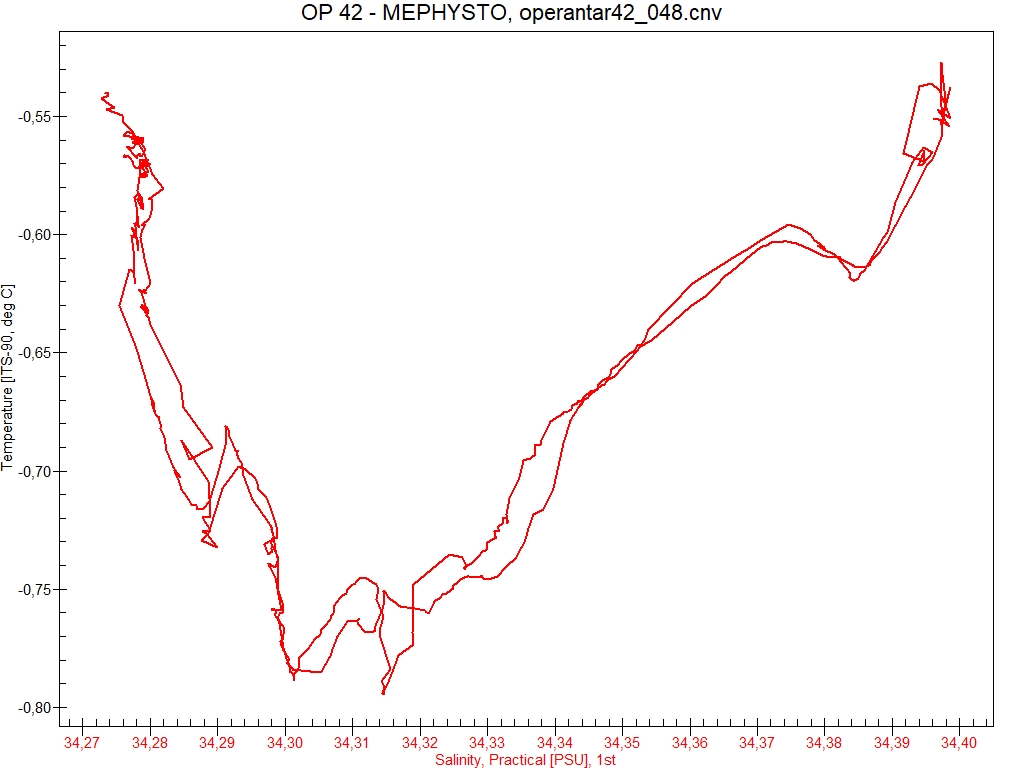 OP 42 - MEPHYSTO, operantar42_048.cnv
-0,55
-0,60
-0,65
Temperature [ITS-90, deg C]
-0,70
-0,75
-0,80
34,27 34,28 34,29 34,30 34,31 34,32 34,33 34,34 34,35 34,36 34,37 34,38 34,39 34,40
Salinity, Practical [PSU], 1st